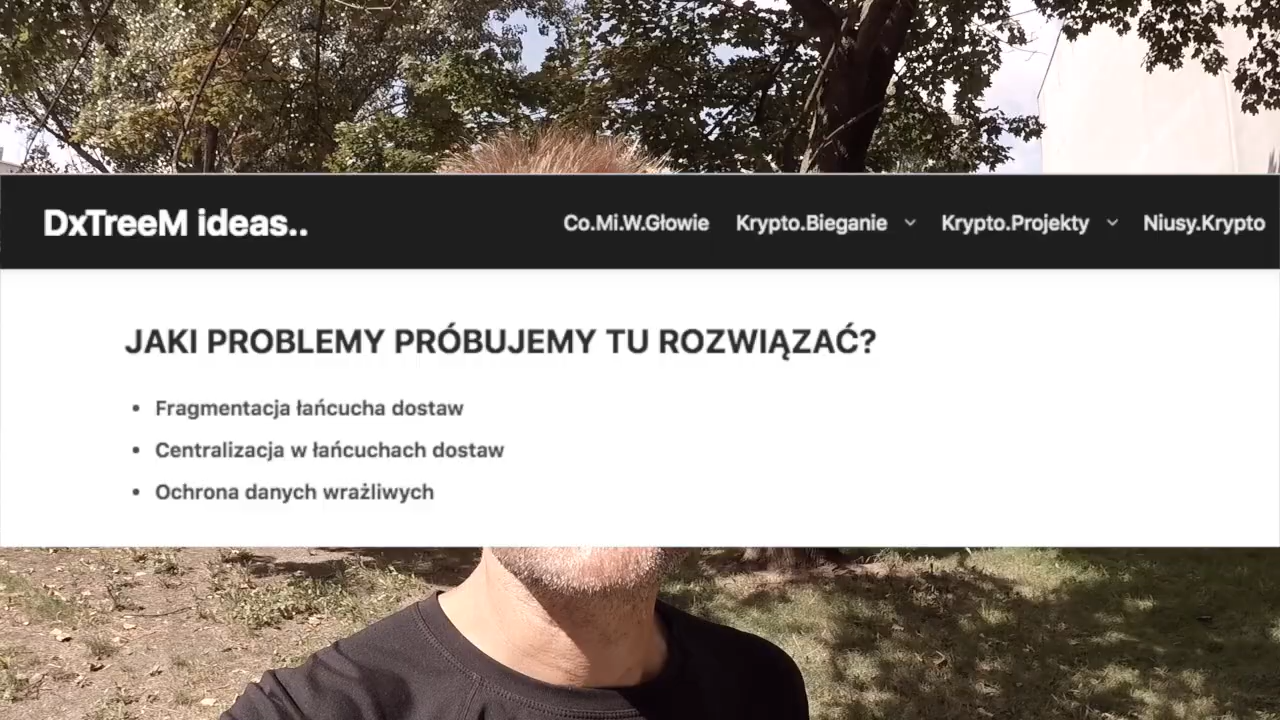 DxTreeM ideas..
Co.Mi.W.Głowie Krypto.Bieganie Krypto.Projekty Niusy.Krypto
JAKI PROBLEMY PRÓBUJEMY TU ROZWIĄZAĆ?
• Fragmentacja łańcucha dostaw
• Centralizacja w łańcuchach dostaw
• Ochrona danych wrażliwych